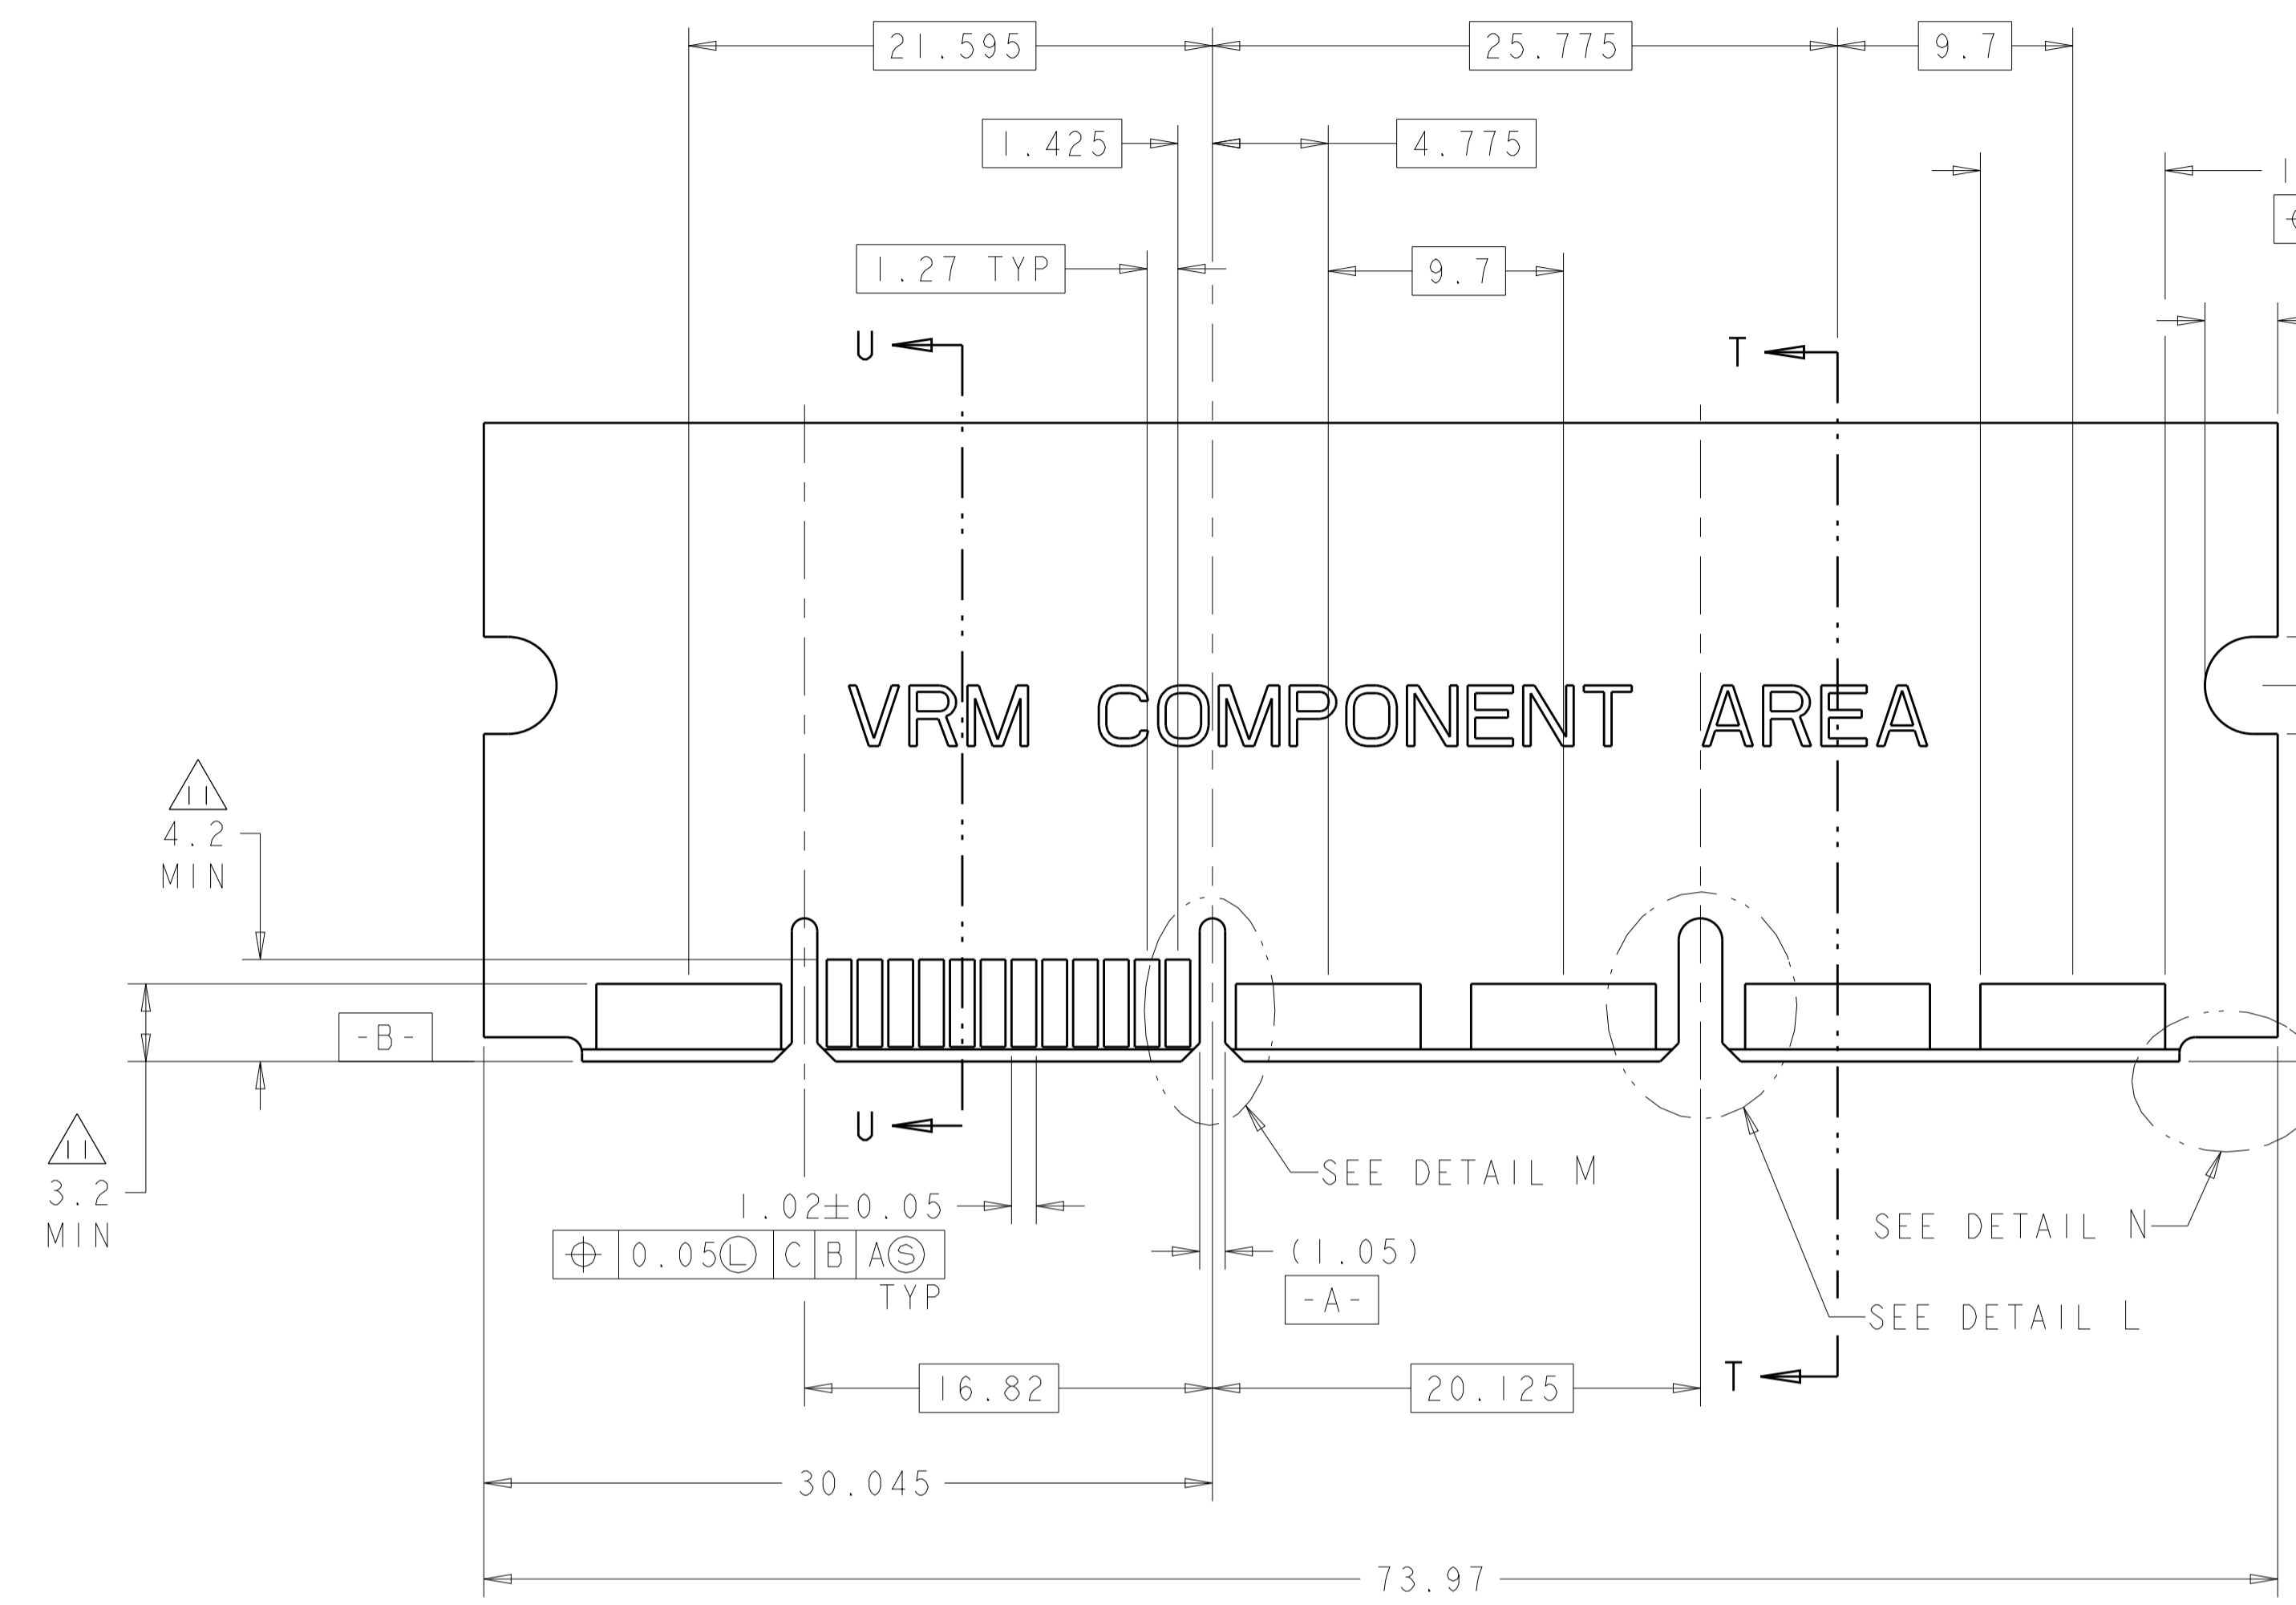 21.595
25.775
9.7
1.425
4.775
1
1.27 TYP
9.7
U
T
VRM COMPONENT AREA
11
4.2
MIN
-B-
11
3.2
MIN
U
SEE DETAIL M
1.02±0.05
0.05 L C B A S
TYP
(1.05)
-A-
SEE DETAIL N
SEE DETAIL L
T
16.82
20.125
30.045
73.97